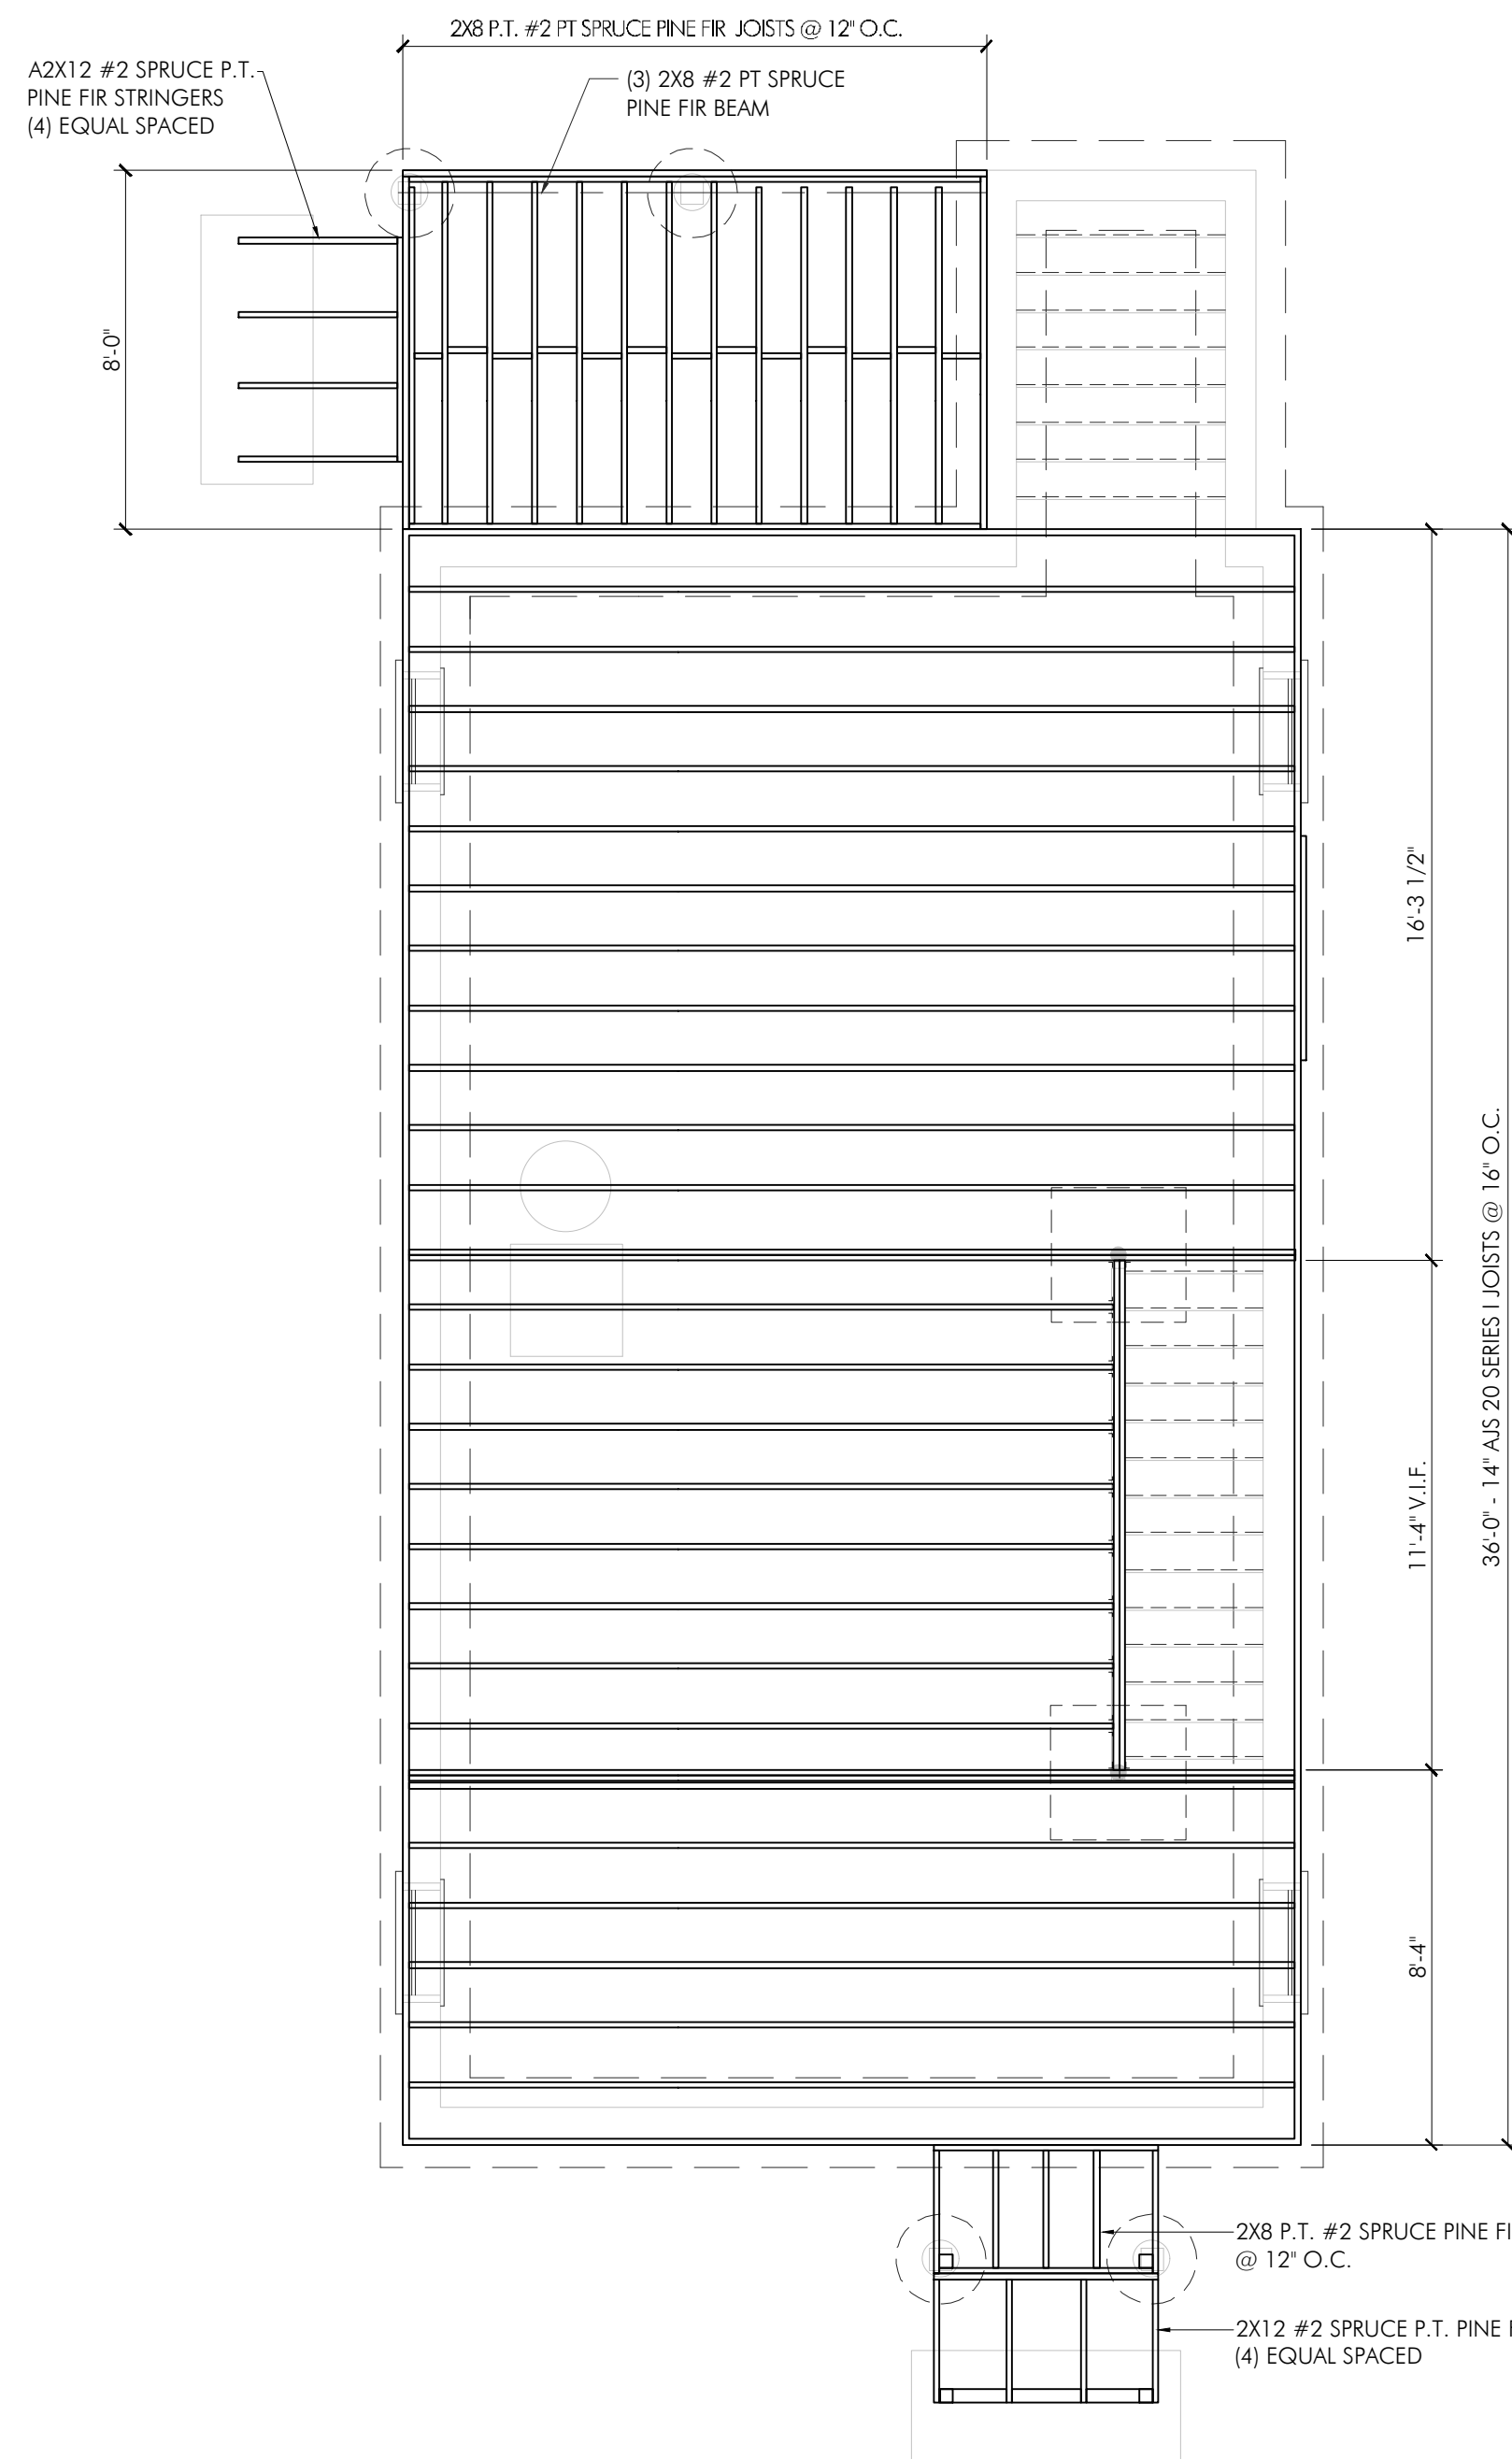 2X8 P.T. #2 PT SPRUCE PINE FIR JOISTS @ 12" O.C.
A2X12 #2 SPRUCE P.T.
PINE FIR STRINGERS
(4) EQUAL SPACED
(3) 2X8 #2 PT SPRUCE
PINE FIR BEAM
8'-0"
16'-3 1/2"
36'-0" - 14" AJS 20 SERIES I JOISTS @ 16" O.C.
11'-4" V.I.F.
8'-4"
2X8 P.T. #2 SPRUCE PINE
@ 12" O.C.
2X12 #2 SPRUCE P.T. PINE
(4) EQUAL SPACED